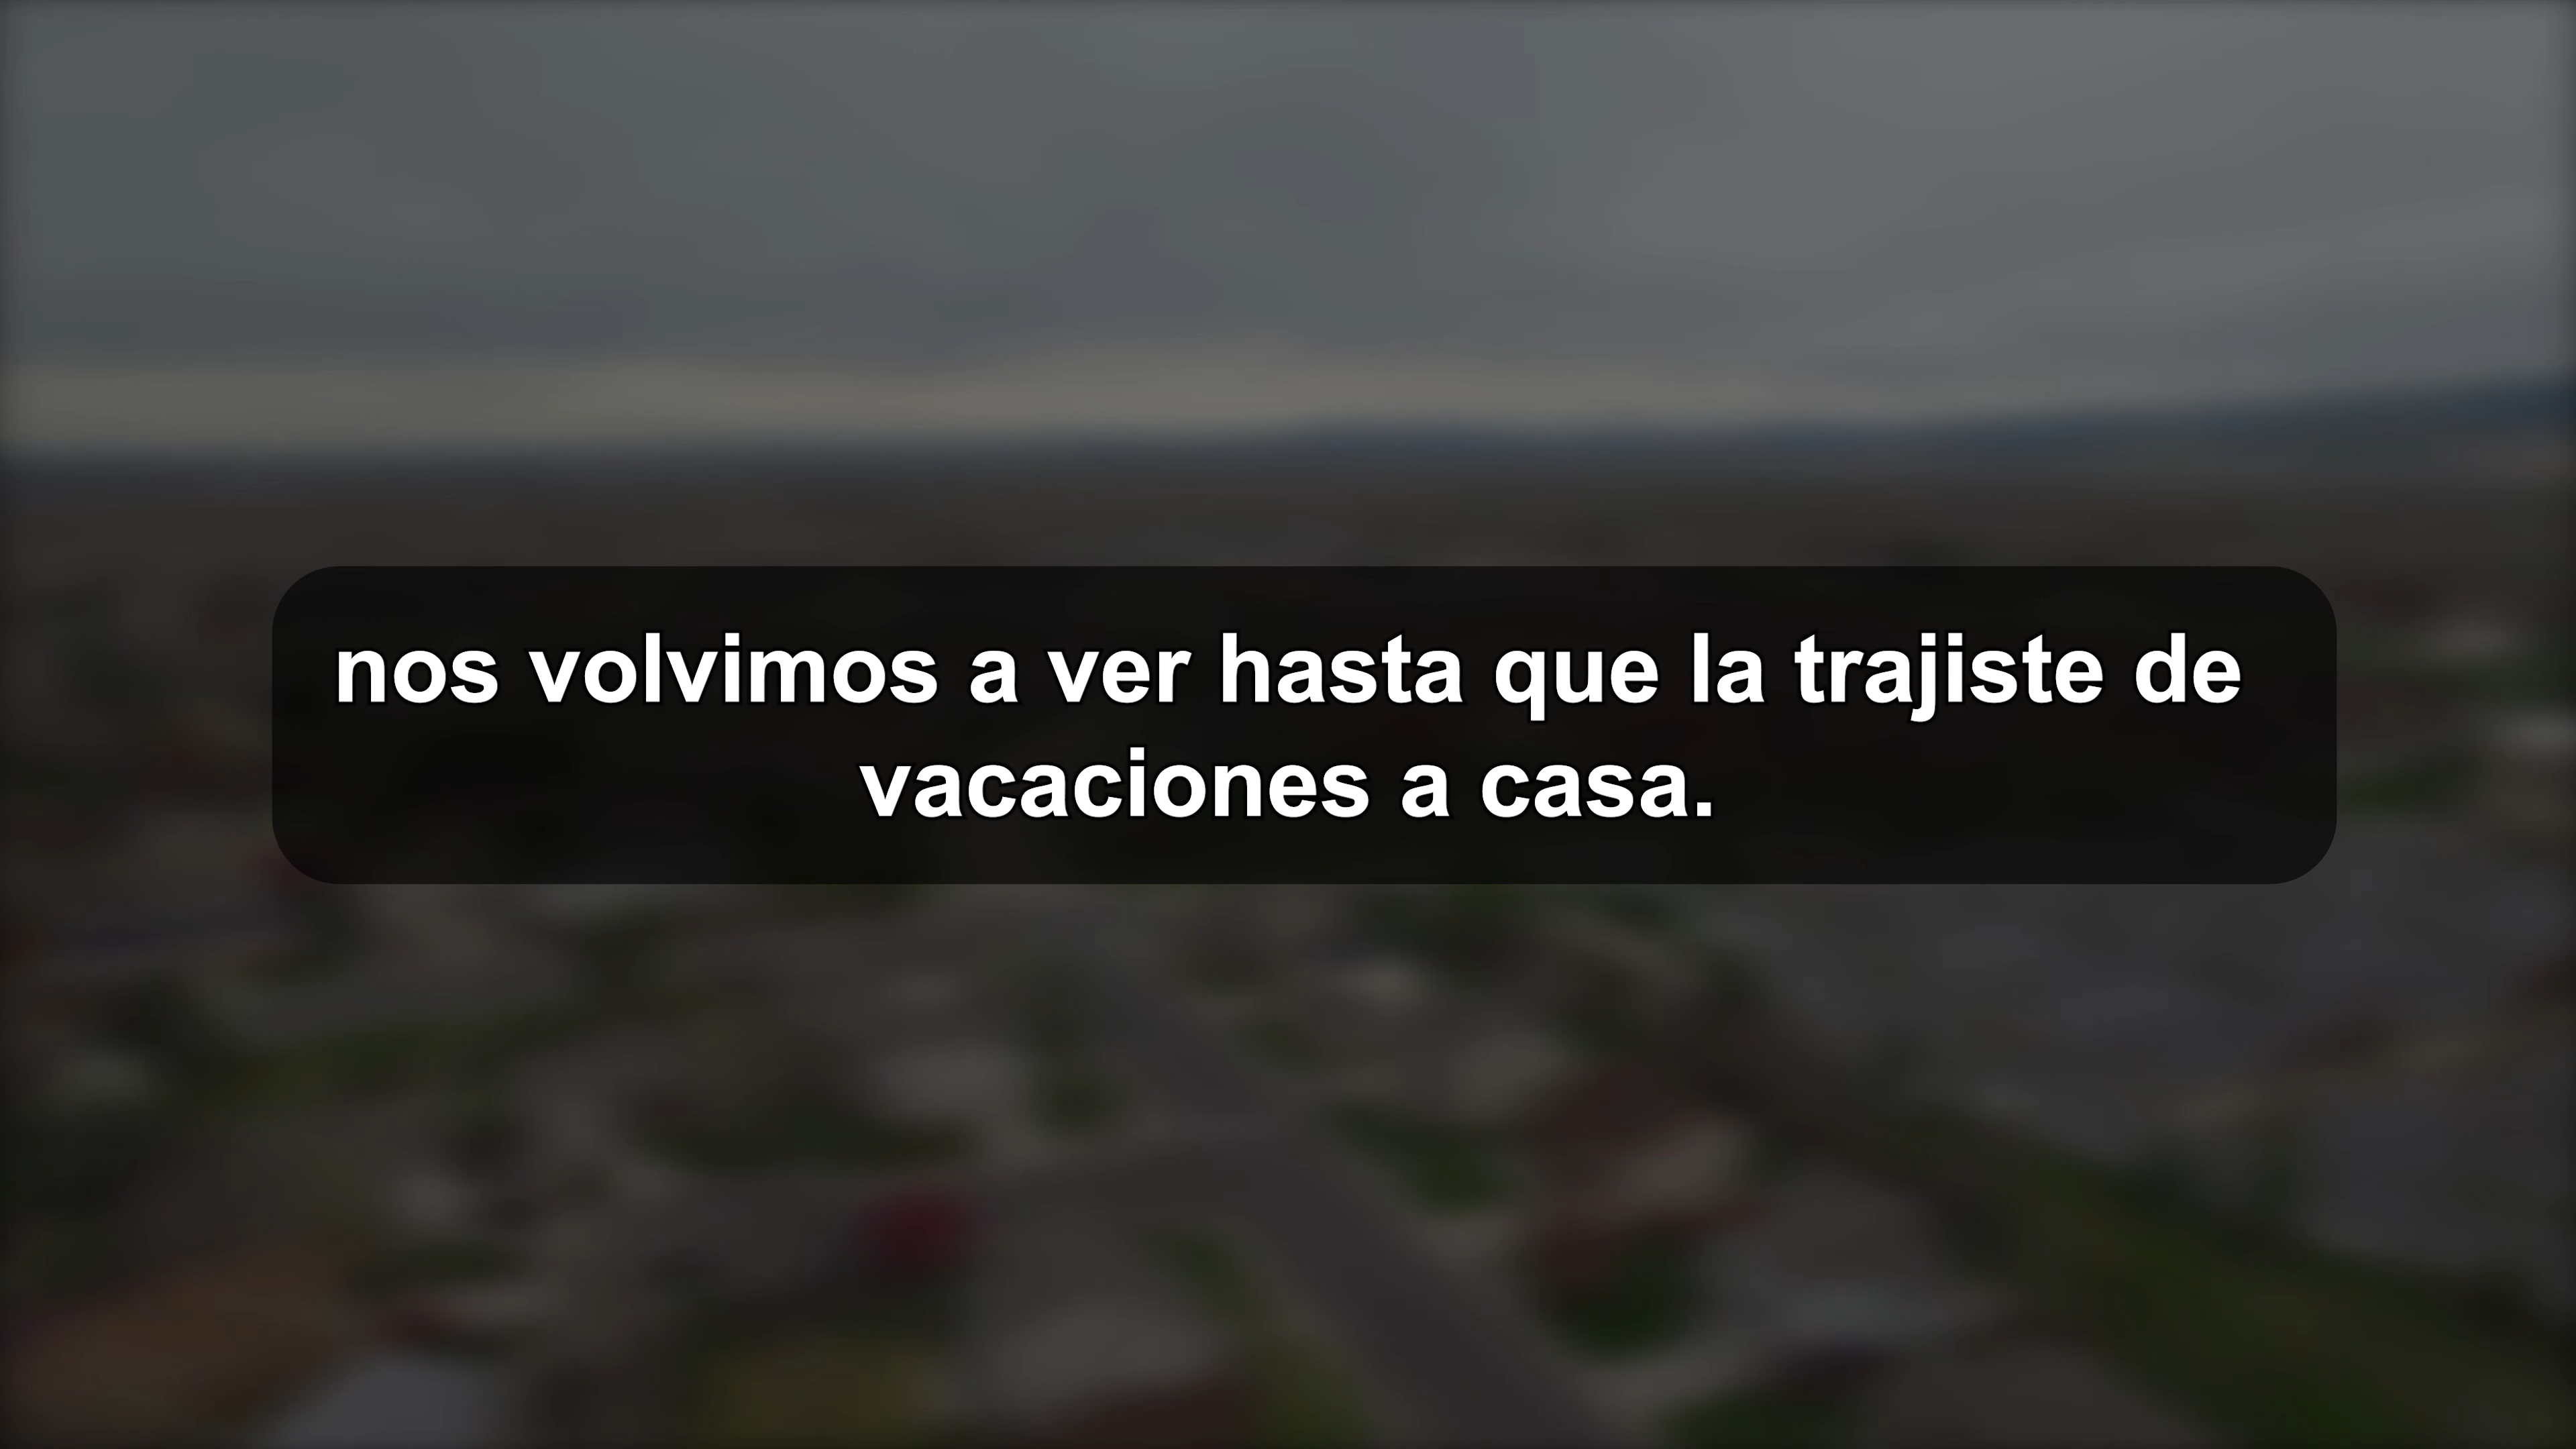 nos volvimos a ver hasta que la trajiste de
vacaciones a casa.